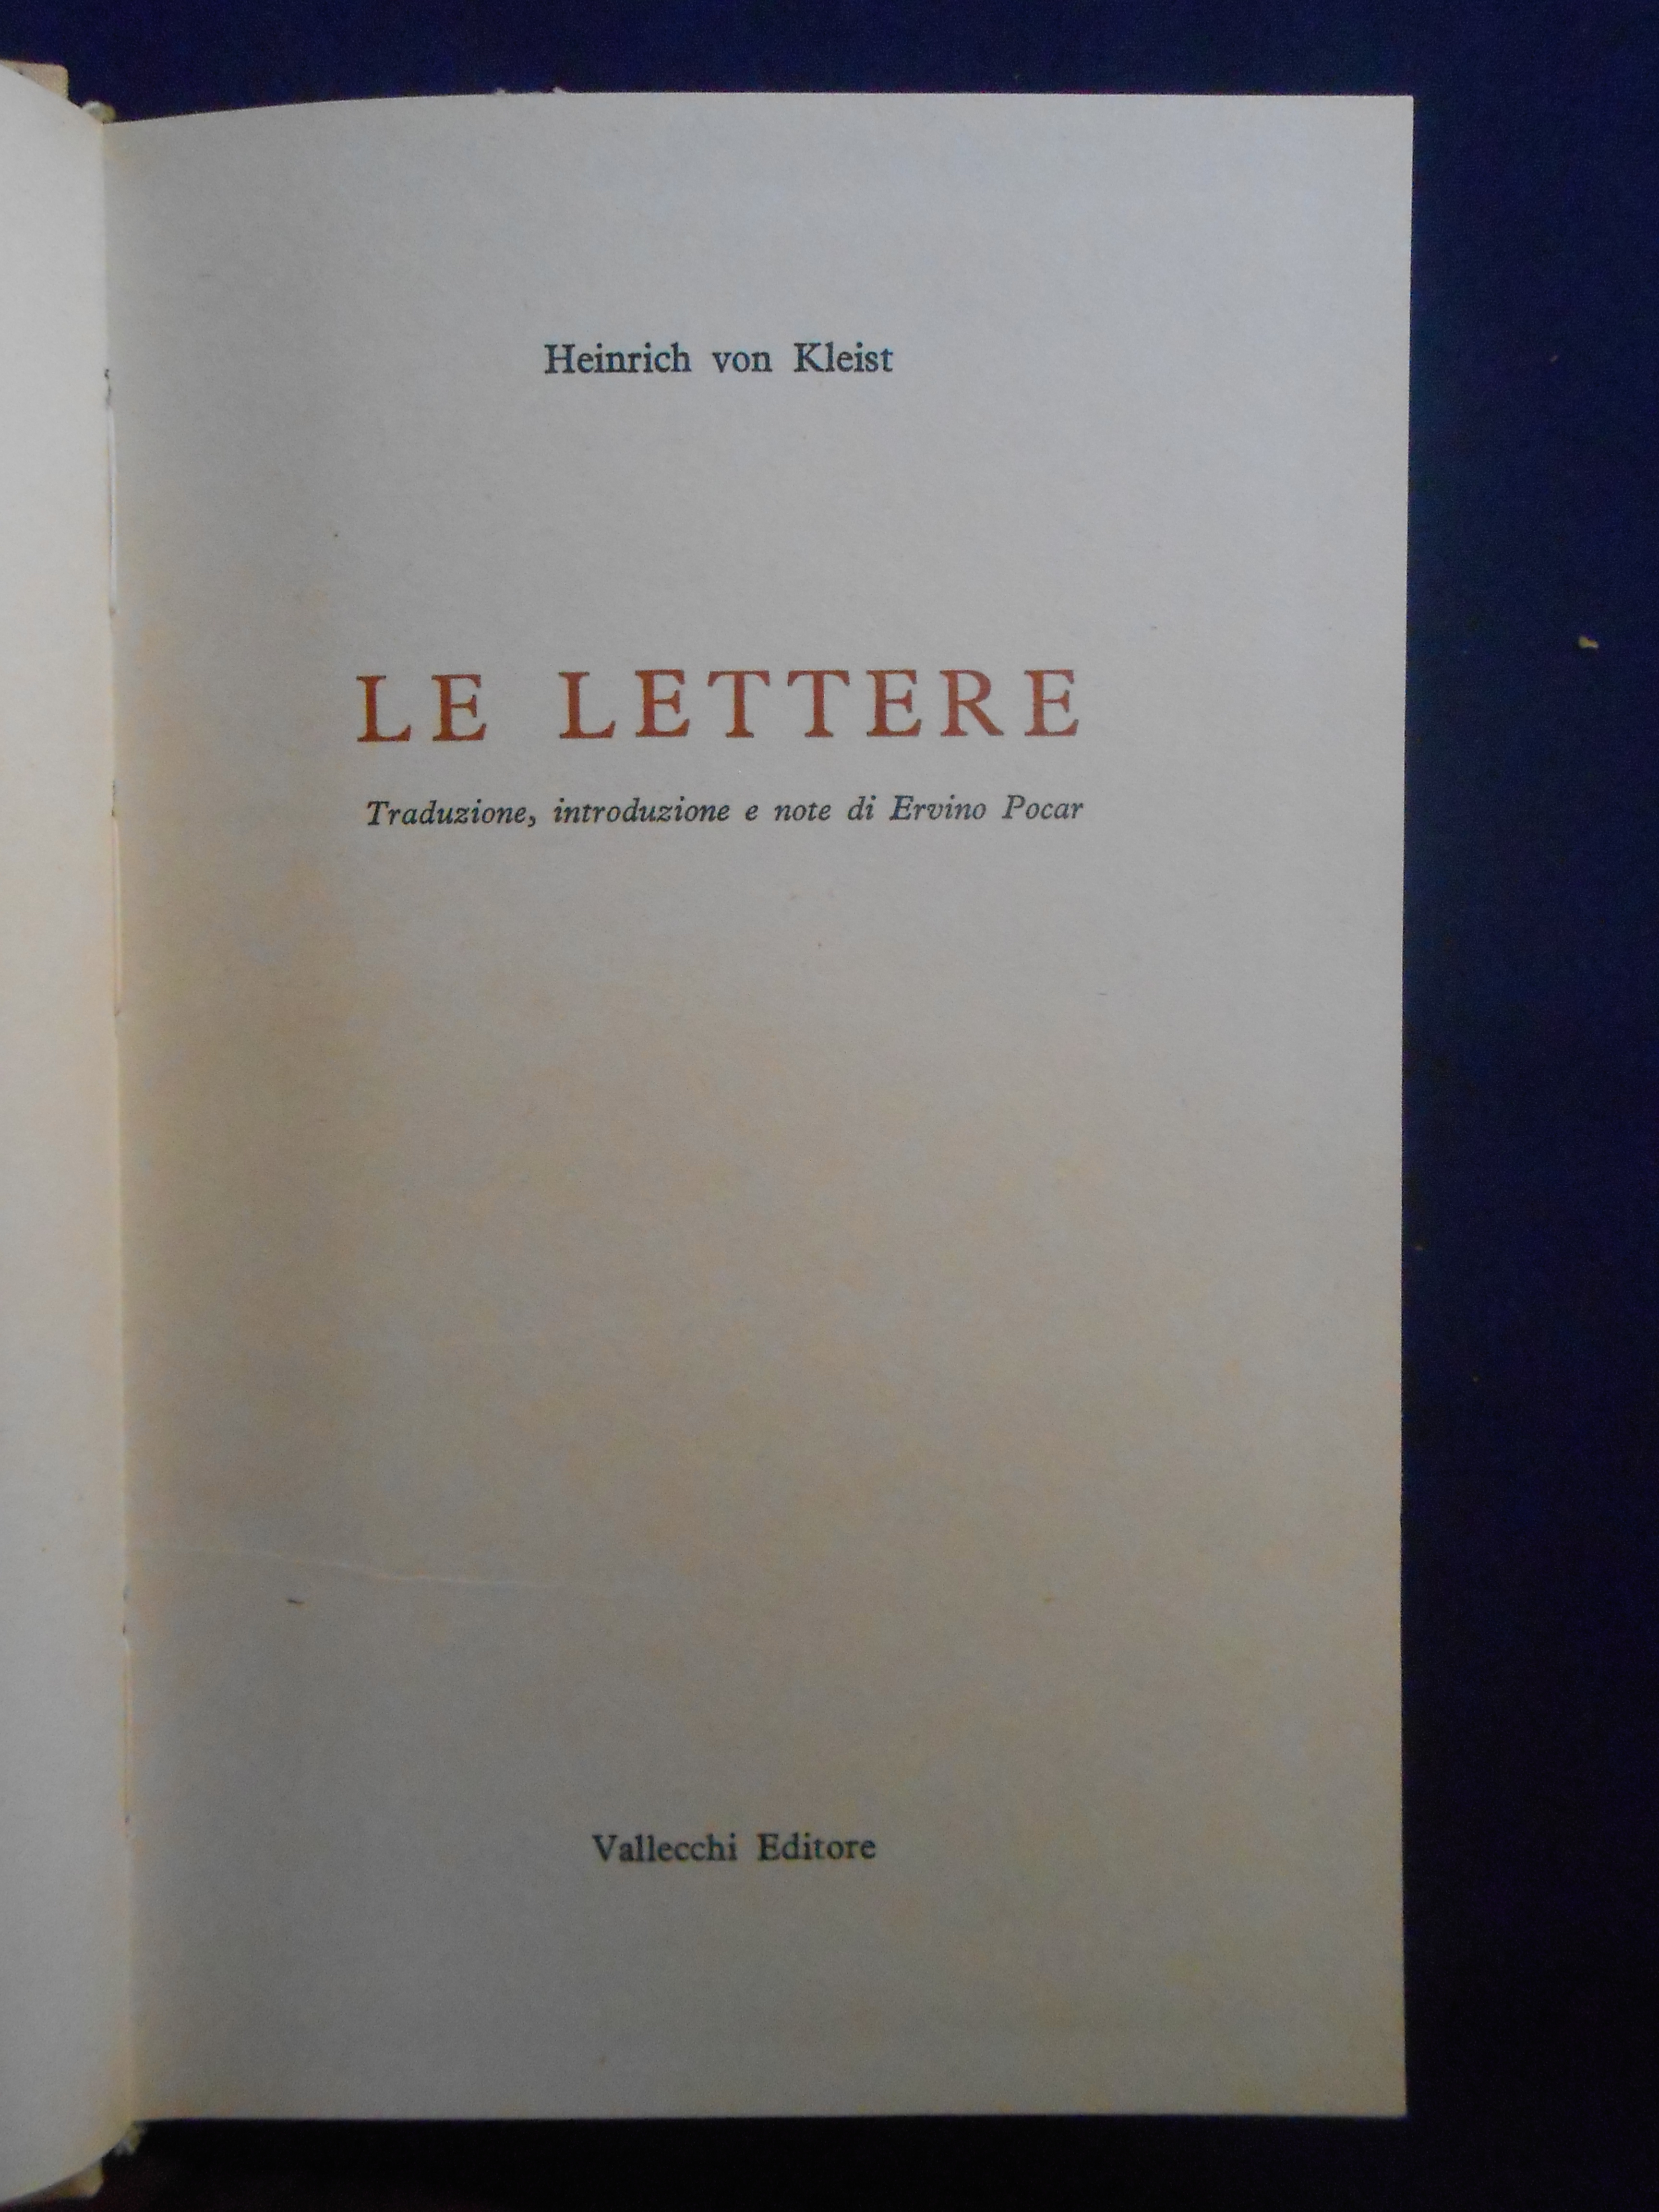 Heinrich von Kleist
LE LETTERE
Traduzione, introduzione e note di Ervino Pocar
Vallecchi Editore